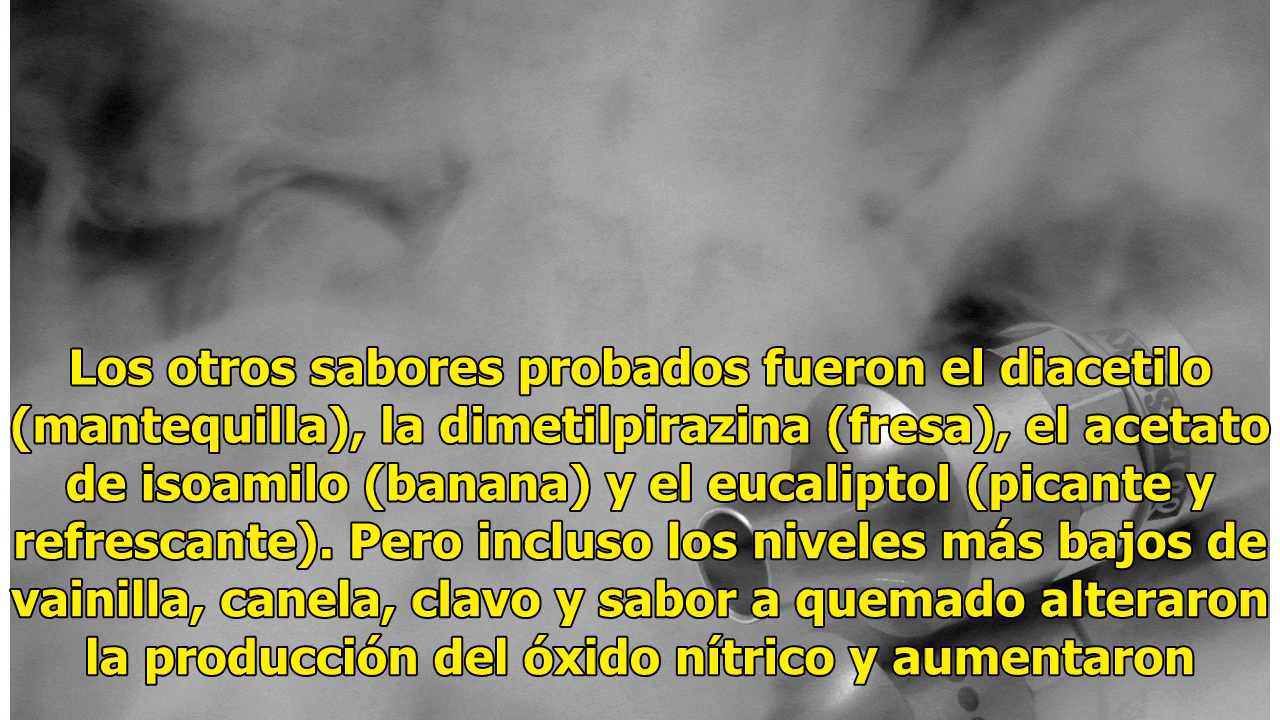 Los otros sabores probados fueron el diacetilo
(mantequilla), la dimetilpirazina (fresa), el acetato
de isoamilo (banana) y el eucaliptol (picante y
refrescante). Pero incluso los niveles más bajos de
vainilla, canela, clavo y sabor a quemado alteraron
la producción del óxido nítrico y aumentaron